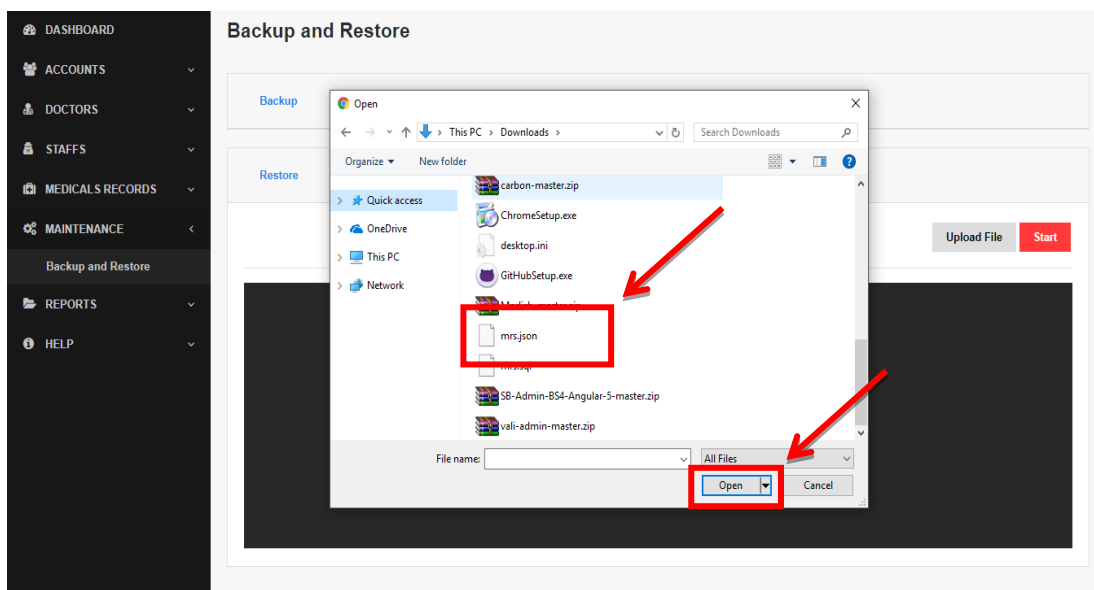 DASHBOARD
ACCOUNTS
DOCTORS
STAFFS
MEDICALS RECORDS
MAINTENANCE
Backup and Restore
REPORTS
HELP
Backup and Restore
Backup
Restore
Upload File
Start
Open
This PC > Downloads >
Search Downloads
Organize
New folder
Quick access
OneDrive
This PC
Network
carbon-master.zip
ChromeSetup.exe
desktop.ini
GitHubSetup.exe
mrs.json
mrs.sql
SB-Admin-BS4-Angular-5-master.zip
vali-admin-master.zip
File name:
All Files
Open
Cancel